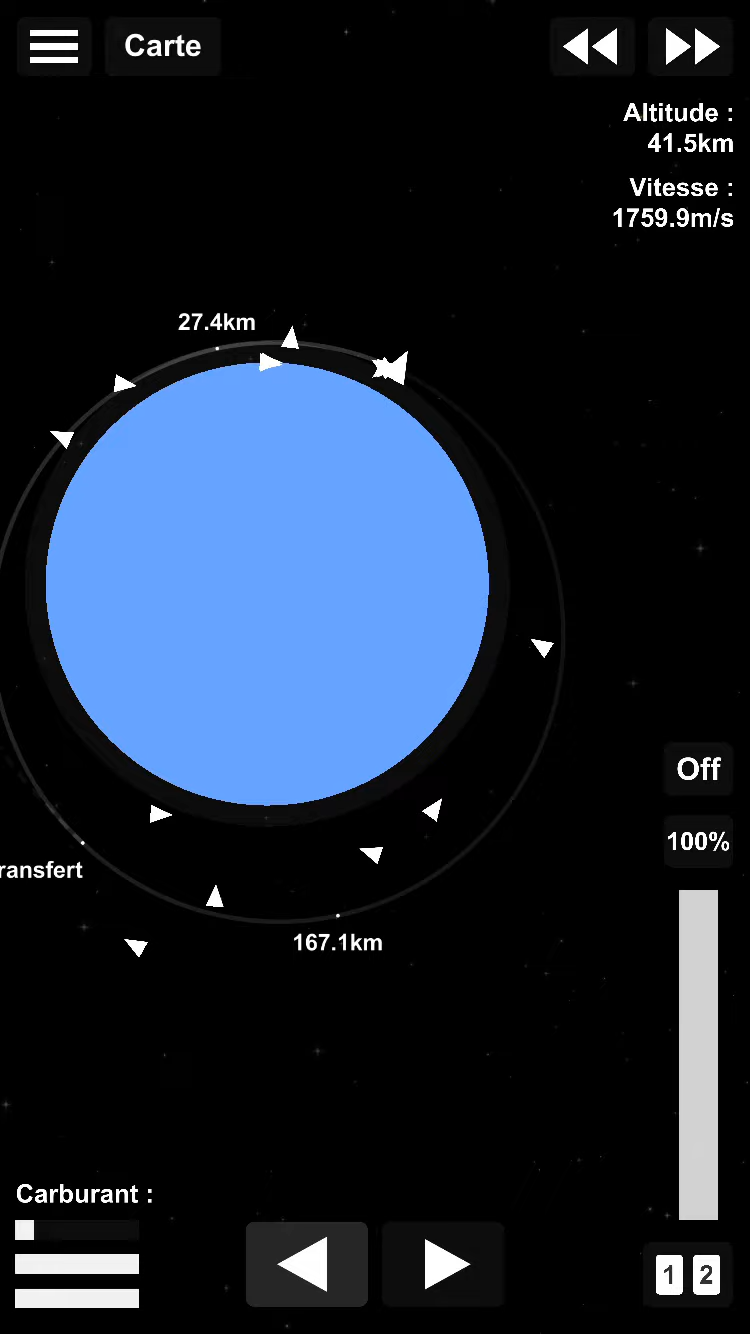 Carte
Altitude :
41.5km
Vitesse :
1759.9m/s
27.4km
Off
100%
ransfert
167.1km
Carburant :
1 2